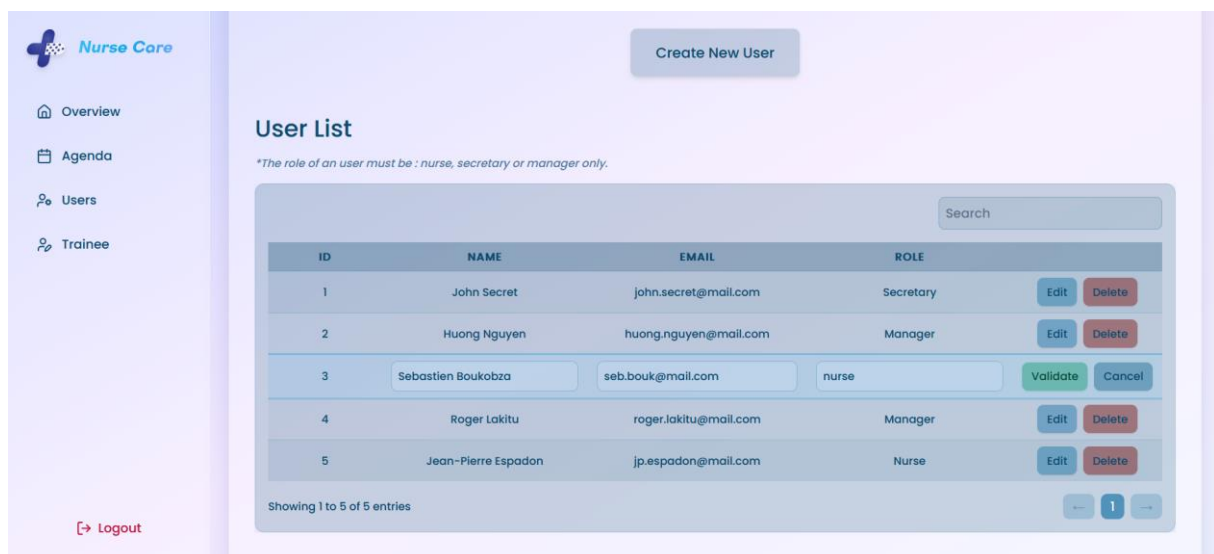 Nurse Care
Overview
Agenda
Users
Trainee
Logout
Create New User
User List
*The role of an user must be : nurse, secretary or manager only.
Search
ID NAME EMAIL ROLE
1 John Secret john.secret@mail.com Secretary Edit Delete
2 Huong Nguyen huong.nguyen@mail.com Manager Edit Delete
3 Sebastien Boukobza seb.bouk@mail.com nurse Validate Cancel
4 Roger Lakitu roger.lakitu@mail.com Manager Edit Delete
5 Jean-Pierre Espadon jp.espadon@mail.com Nurse Edit Delete
Showing 1 to 5 of 5 entries ← 1 →